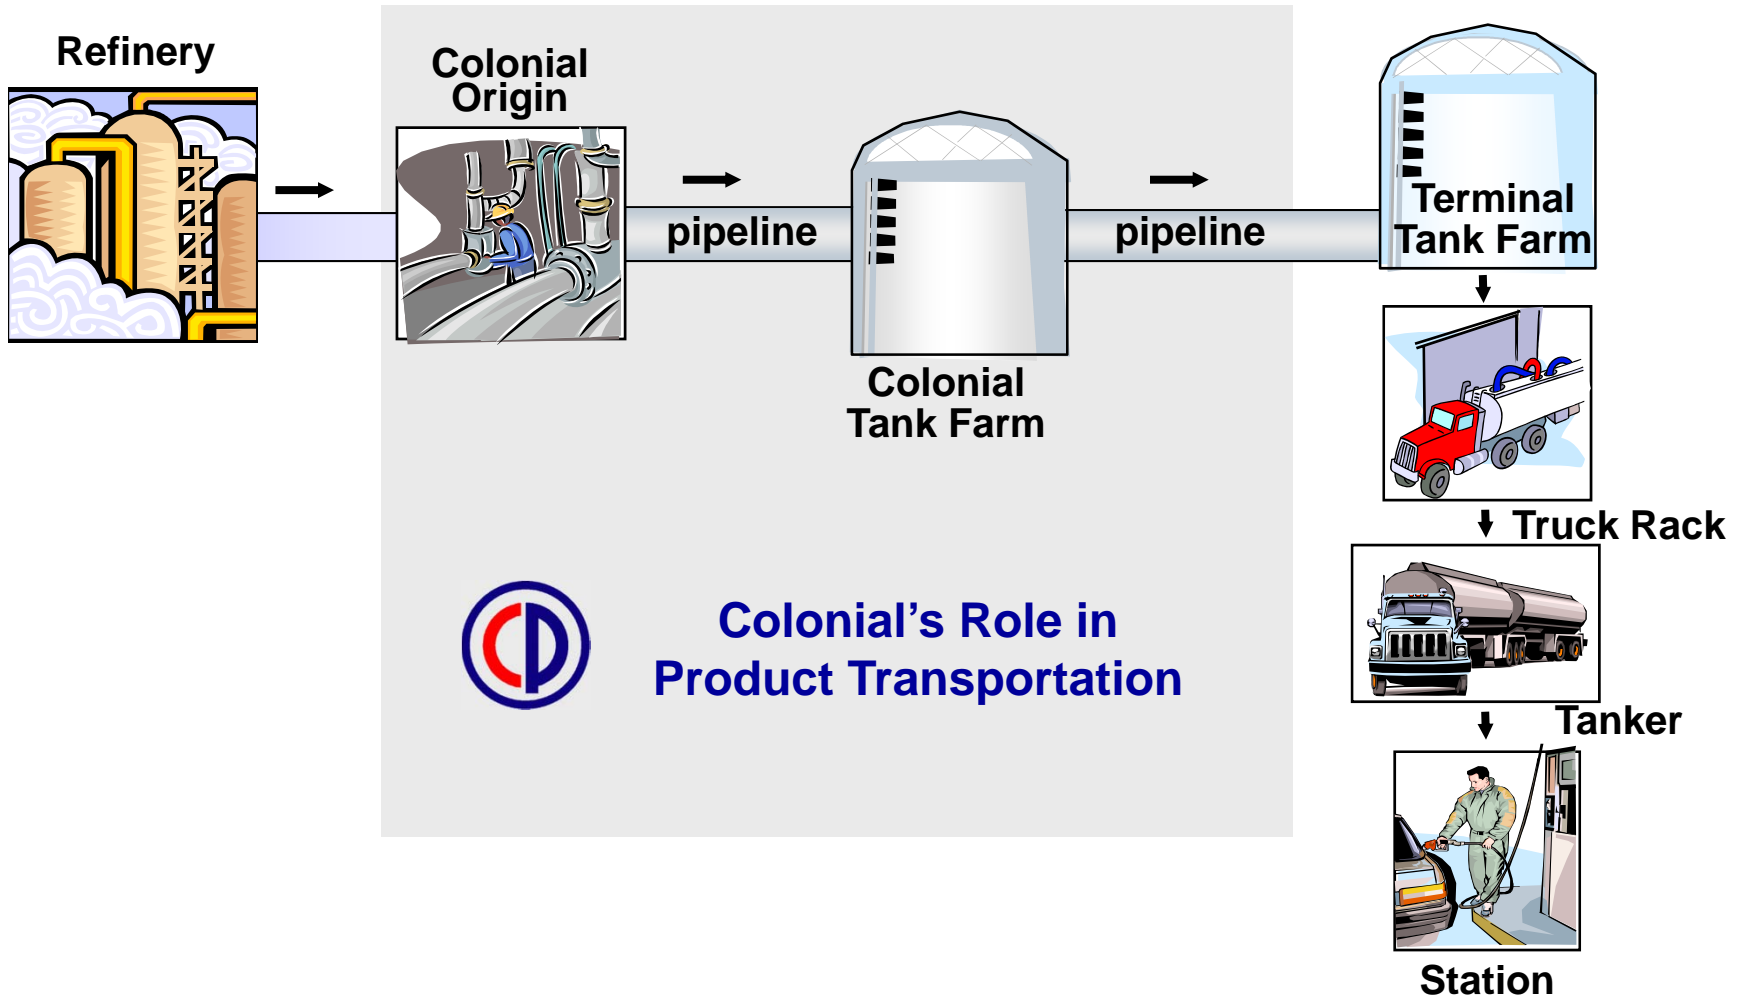 Refinery
Colonial
Origin
pipeline
Colonial
Tank Farm
pipeline
Terminal
Tank Farm
Truck Rack
Tanker
Station
CP
Colonial’s Role in
Product Transportation